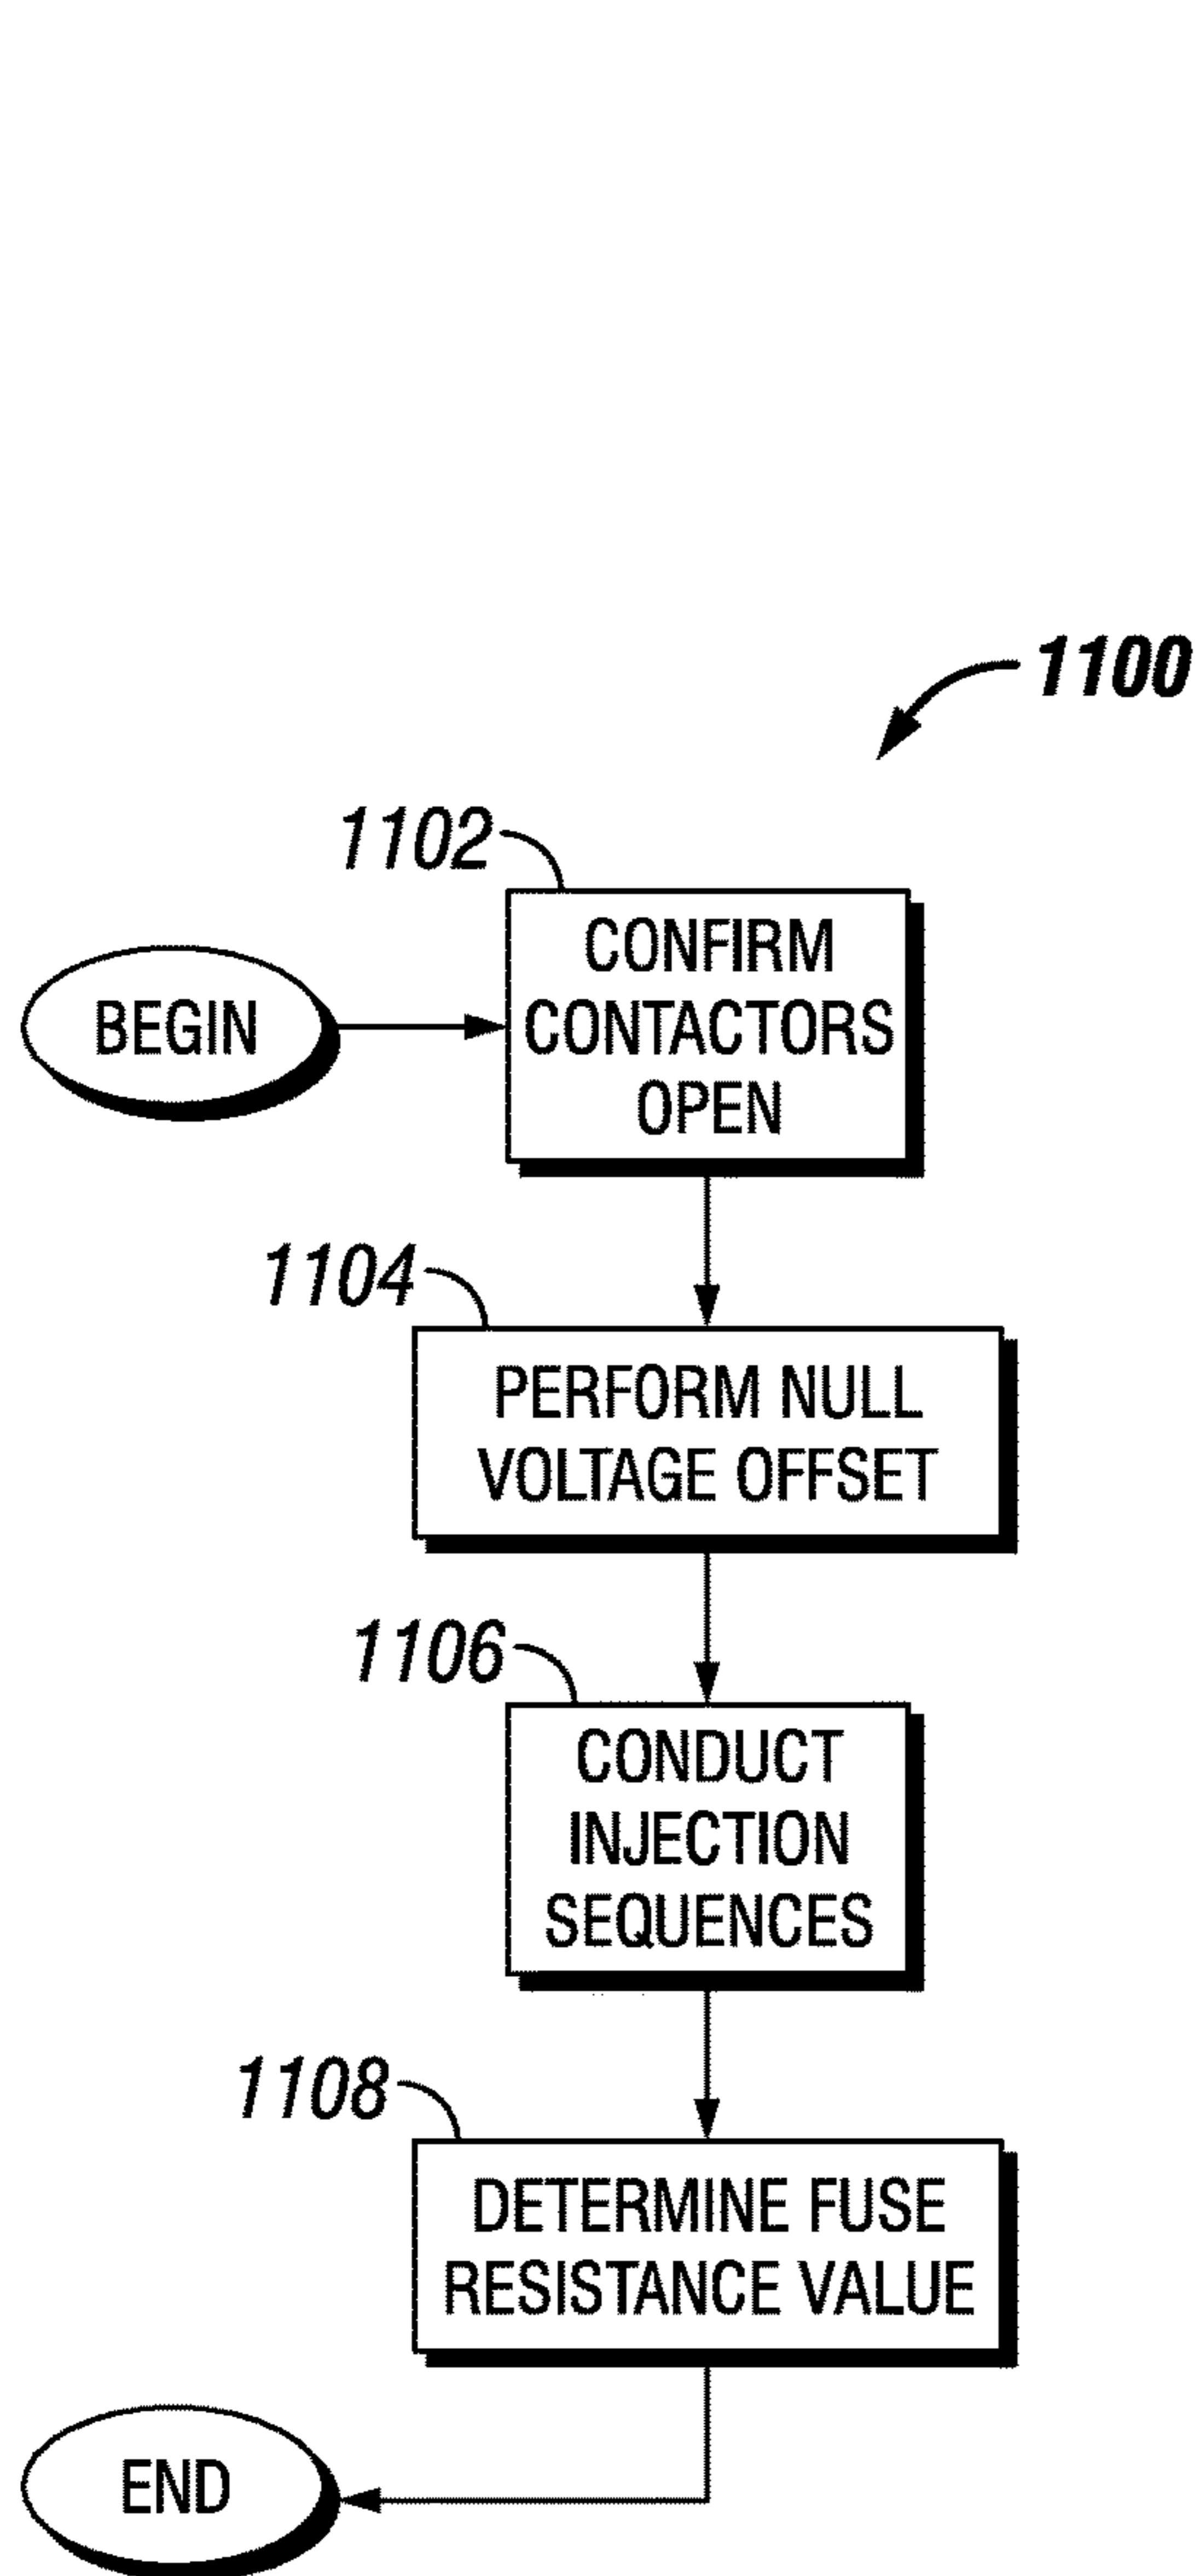 1100
1102
CONFIRM
CONTACTORS
OPEN
BEGIN
1104
PERFORM NULL
VOLTAGE OFFSET
1106
CONDUCT
INJECTION
SEQUENCES
1108
DETERMINE FUSE
RESISTANCE VALUE
END